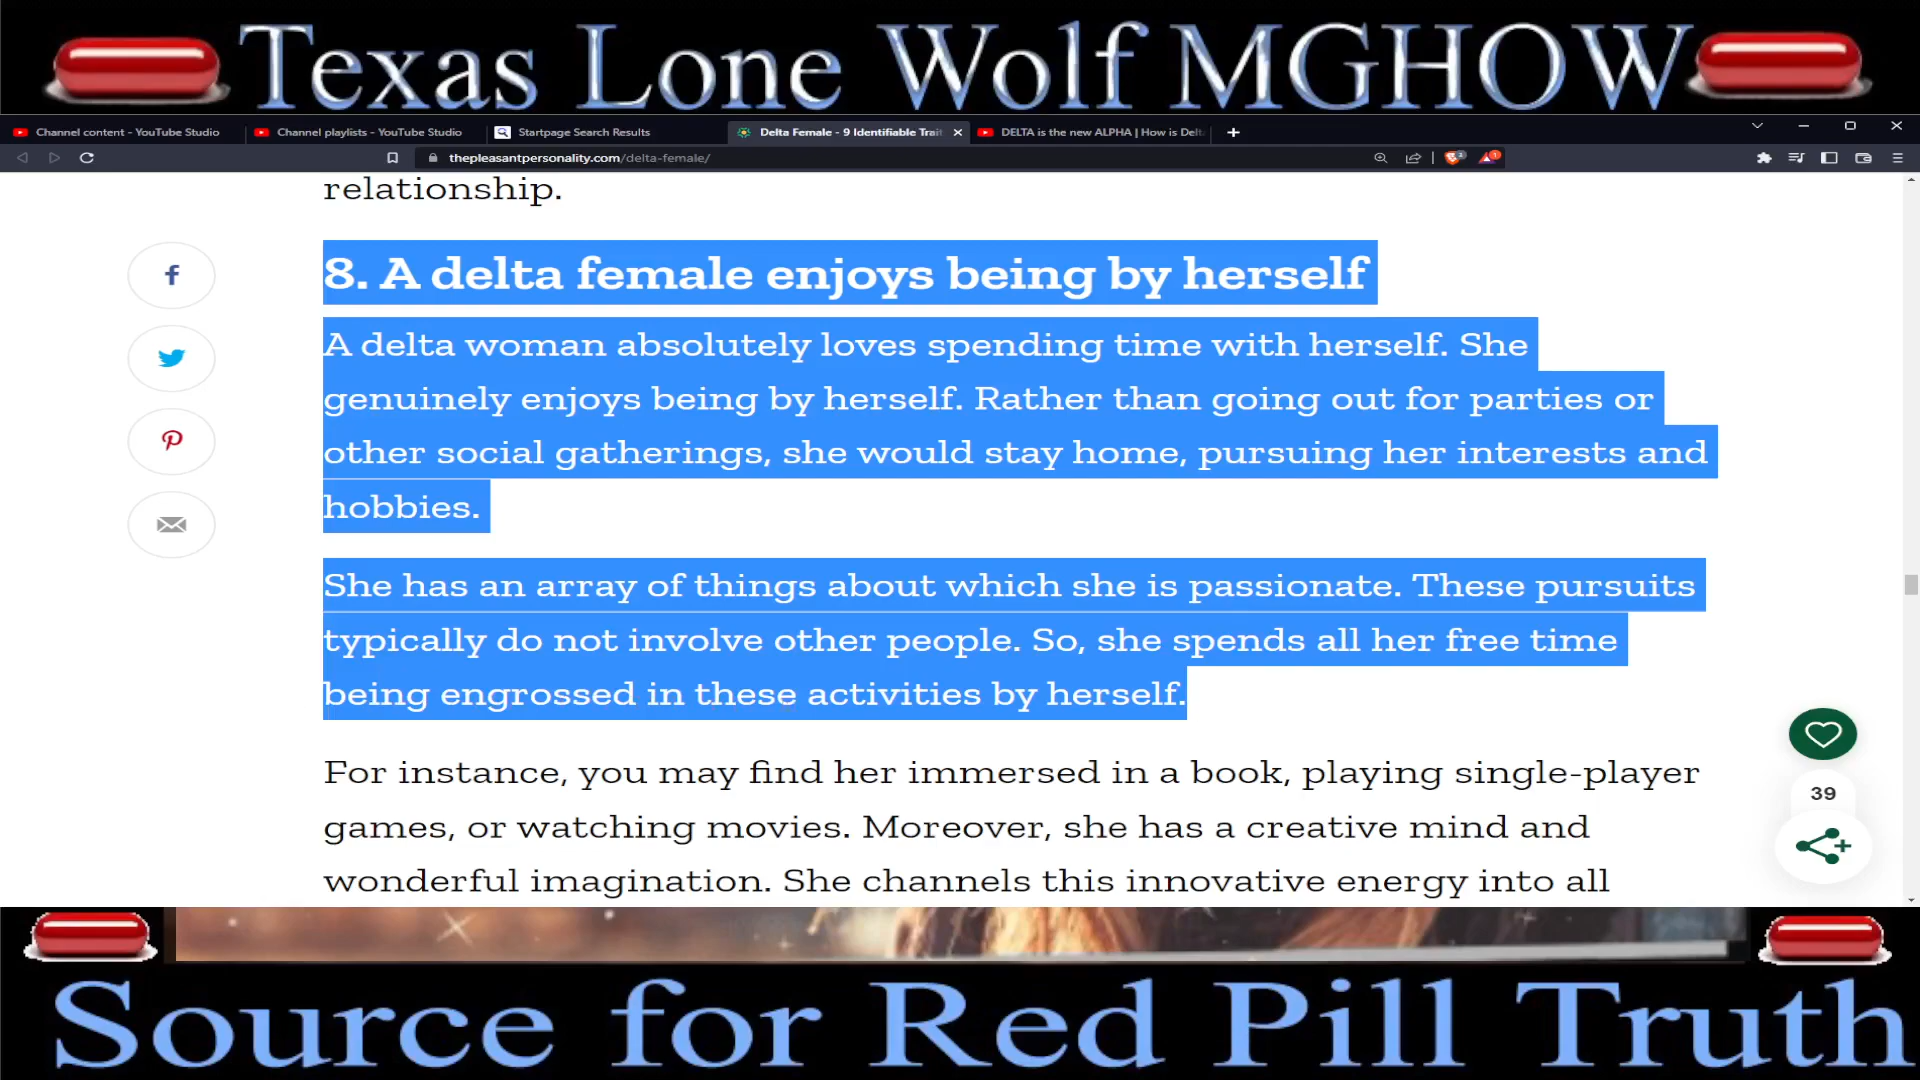 Texas Lone Wolf MGHOW
Channel content - YouTube Studio
Channel playlists - YouTube Studio
Startpage Search Results
Delta Female - 9 Identifiable Trai
DELTA is the new ALPHA | How is Delt
thepleasantpersonality.com/delta-female/
relationship.
8. A delta female enjoys being by herself
A delta woman absolutely loves spending time with herself. She
genuinely enjoys being by herself. Rather than going out for parties or
other social gatherings, she would stay home, pursuing her interests and
hobbies.
She has an array of things about which she is passionate. These pursuits
typically do not involve other people. So, she spends all her free time
being engrossed in these activities by herself.
For instance, you may find her immersed in a book, playing single-player
games, or watching movies. Moreover, she has a creative mind and
wonderful imagination. She channels this innovative energy into all
39
Source for Red Pill Truth